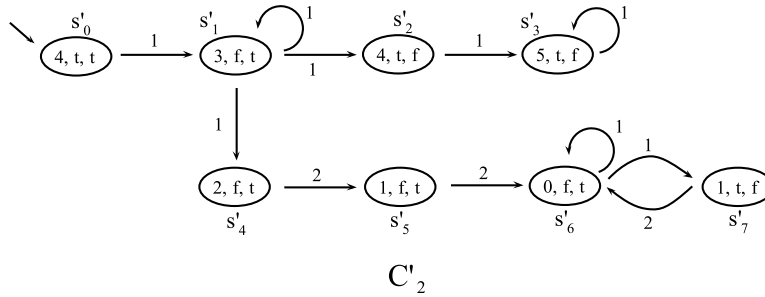 s'0 s'1 s'2 s'3
1 1
4, t, t 1 3, f, t 1 4, t, f 1 5, t, f
1
1 1
2, f, t 2 1, f, t 2 0, f, t 2 1, t, f
s'4 s'5 s'6 s'7
C'2